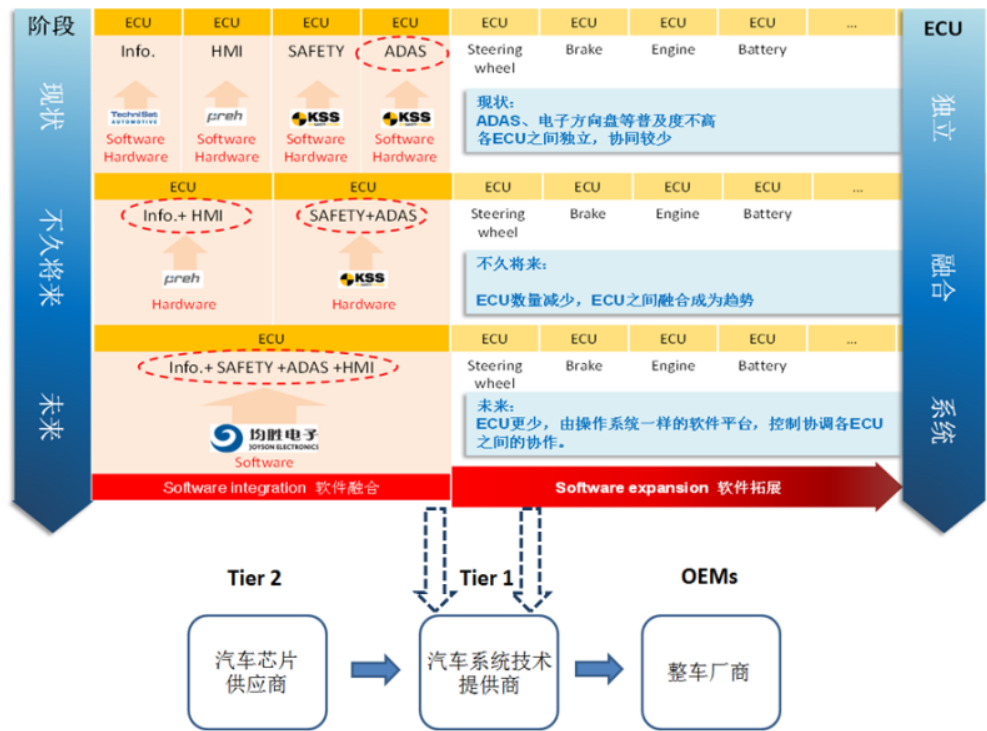 阶段
ECU
ECU
ECU
ECU
ECU
ECU
ECU
ECU
...
ECU
现状
Info.
HMI
SAFETY
ADAS
Steering
wheel
Brake
Engine
Battery
独立
TechniSat
AUTOMOTIVE
preh
KSS
KSS
Software
Hardware
Software
Hardware
Software
Hardware
Software
Hardware
现状：
ADAS、电子方向盘等普及度不高
各ECU之间独立，协同较少
不久将来
ECU
ECU
ECU
ECU
ECU
ECU
...
融合
Info.+ HMI
SAFETY+ADAS
Steering
wheel
Brake
Engine
Battery
preh
KSS
Hardware
Hardware
不久将来：
ECU数量减少，ECU之间融合成为趋势
未来
ECU
ECU
ECU
ECU
ECU
...
系统
Info.+ SAFETY +ADAS +HMI
Steering
wheel
Brake
Engine
Battery
均胜电子
JOYSON ELECTRONICS
Software
未来：
ECU更少，由操作系统一样的软件平台，控制协调各ECU
之间的协作。
Software integration 软件融合
Software expansion 软件拓展
Tier 2
Tier 1
OEMs
汽车芯片
供应商
汽车系统技术
提供商
整车厂商